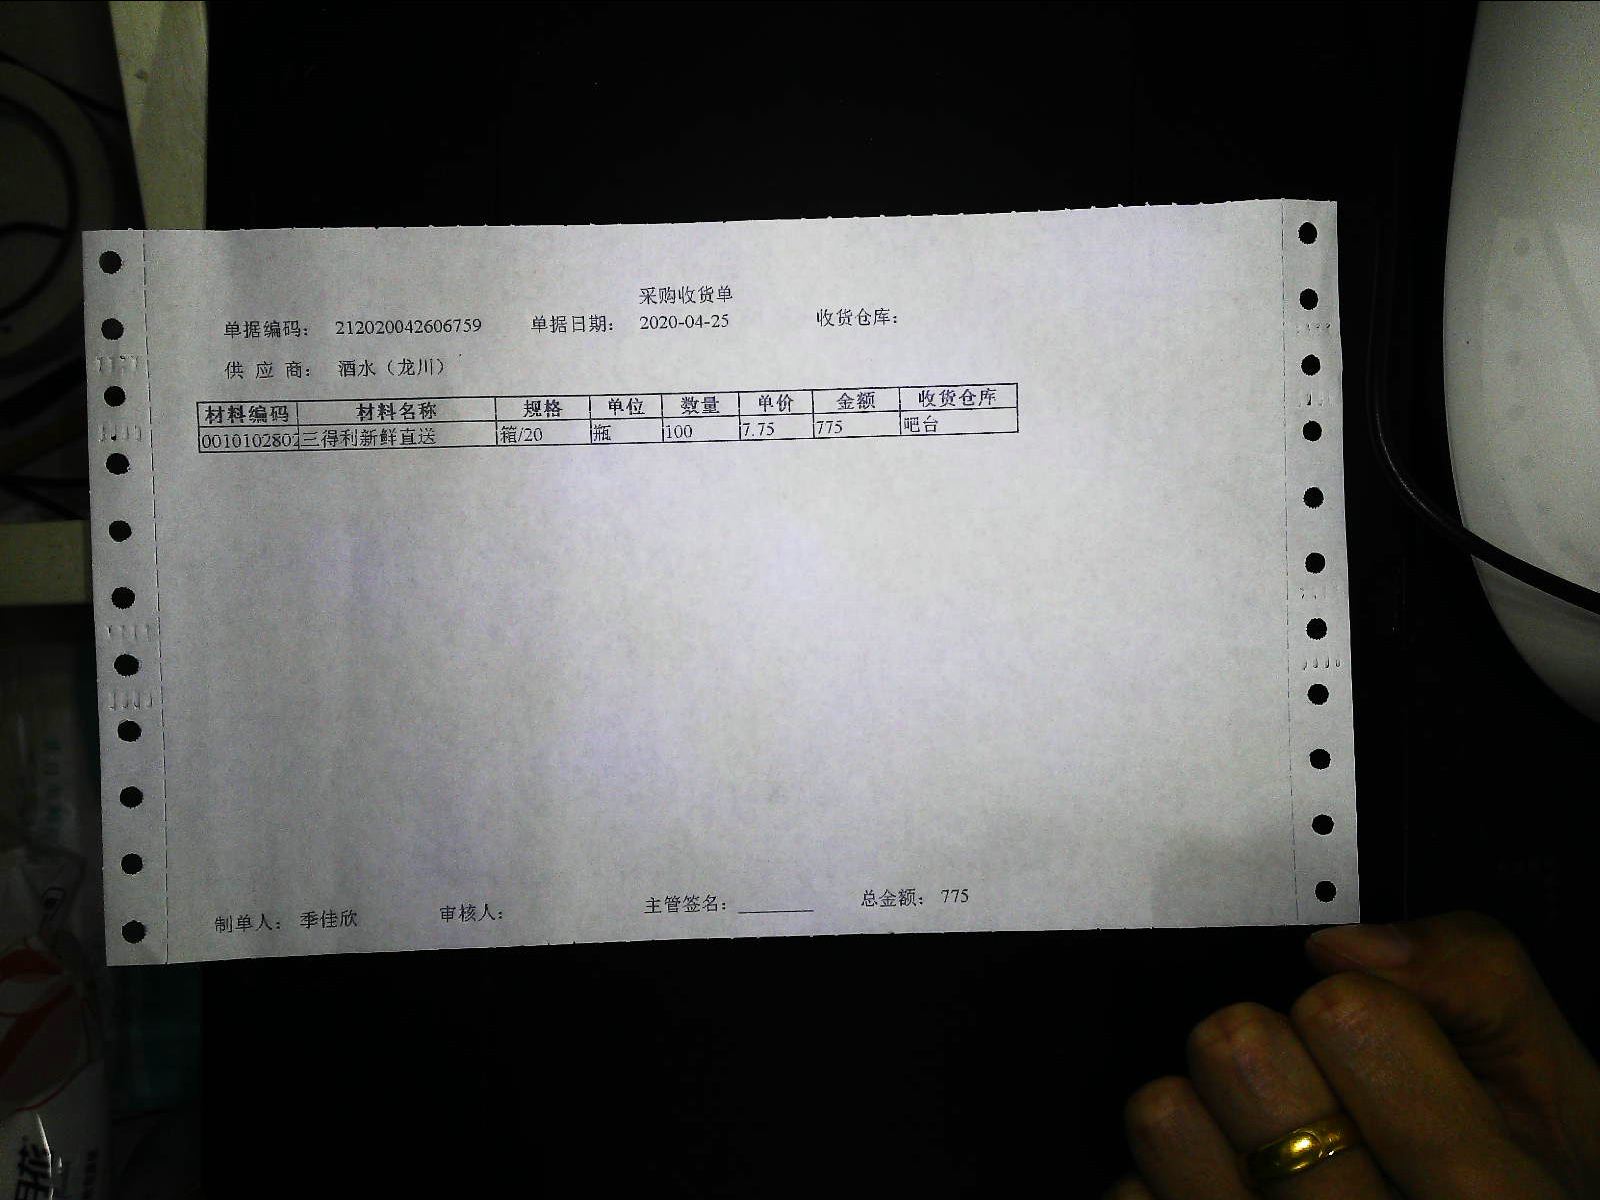 采购收货单
单据编码： 212020042606759 单据日期： 2020-04-25 收货仓库：
供 应 商： 酒水（龙川）
材料编码 材料名称 规格 单位 数量 单价 金额 收货仓库
0010102802 三得利新鲜直送 箱/20 瓶 100 7.75 775 吧台
制单人： 季佳欣 审核人： 主管签名：________ 总金额： 775